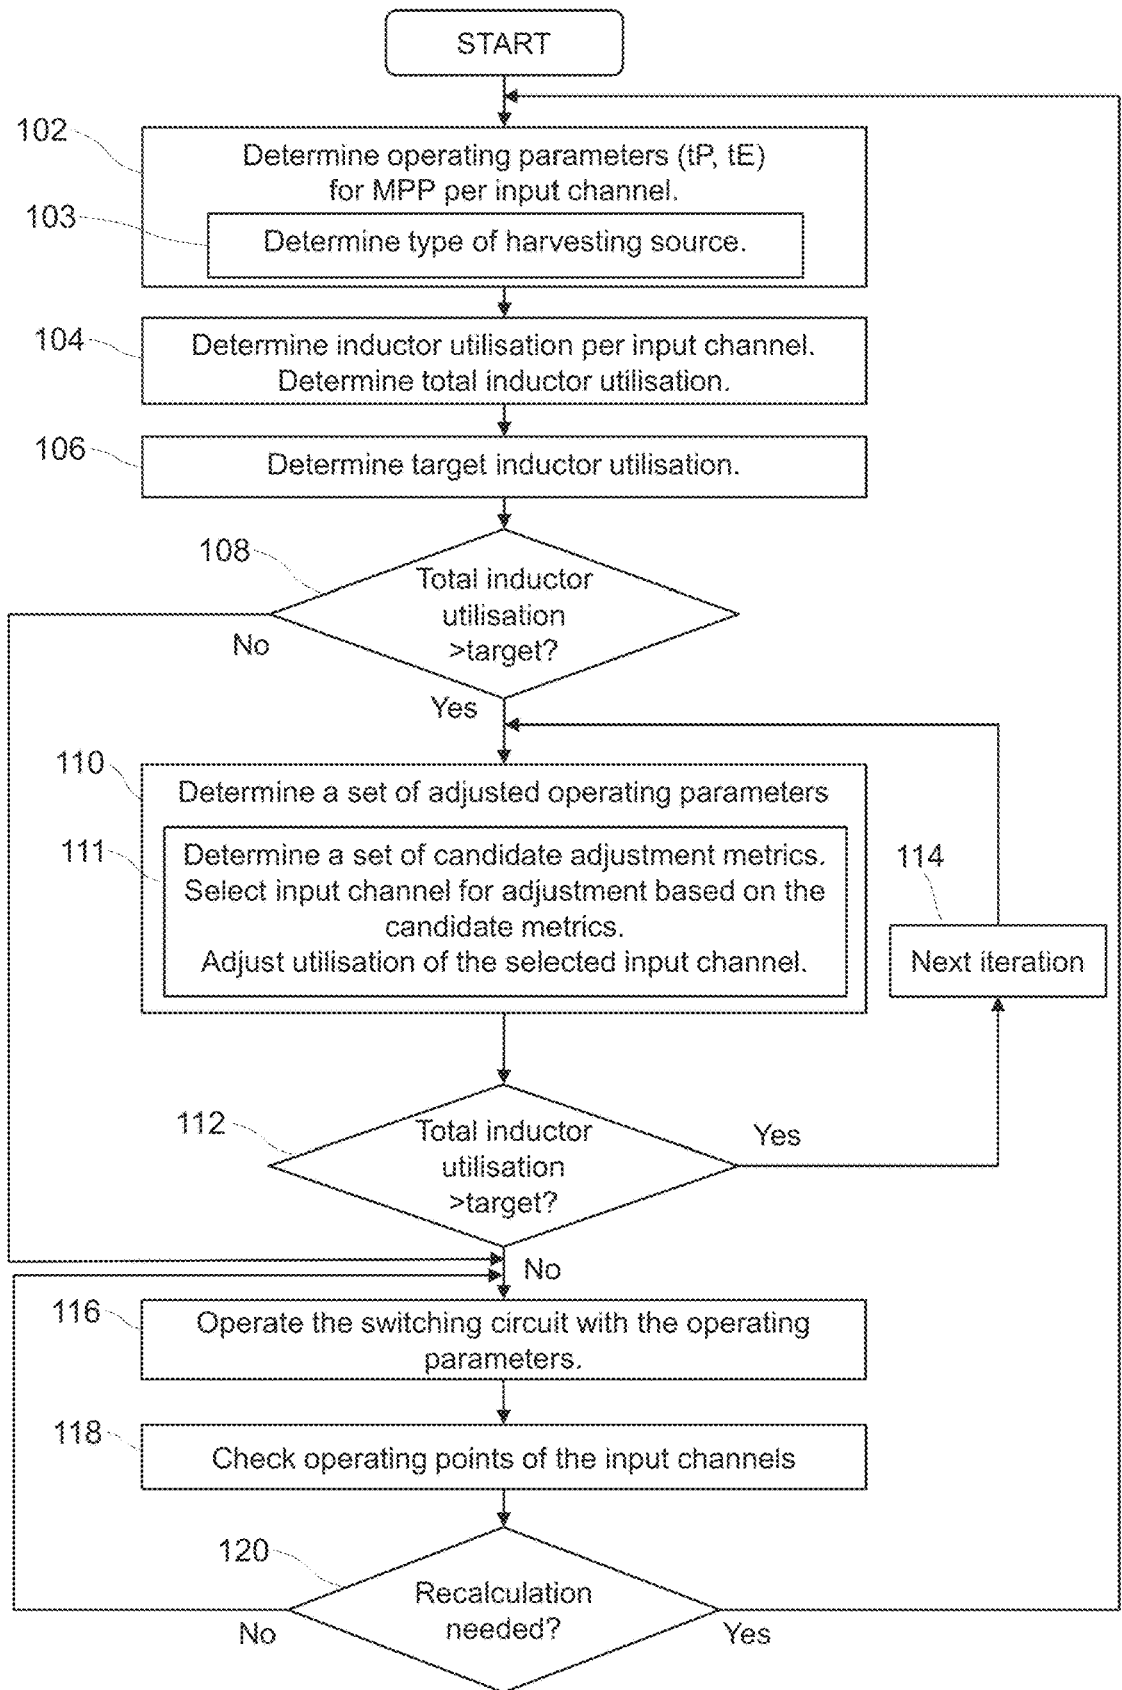 START
102
Determine operating parameters (tP, tE)
for MPP per input channel.
103
Determine type of harvesting source.
104
Determine inductor utilisation per input channel.
Determine total inductor utilisation.
106
Determine target inductor utilisation.
108
Total inductor
utilisation
>target?
No
Yes
110
Determine a set of adjusted operating parameters
111
Determine a set of candidate adjustment metrics.
Select input channel for adjustment based on the
candidate metrics.
Adjust utilisation of the selected input channel.
114
Next iteration
112
Total inductor
utilisation
>target?
Yes
No
116
Operate the switching circuit with the operating
parameters.
118
Check operating points of the input channels
120
Recalculation
needed?
No
Yes